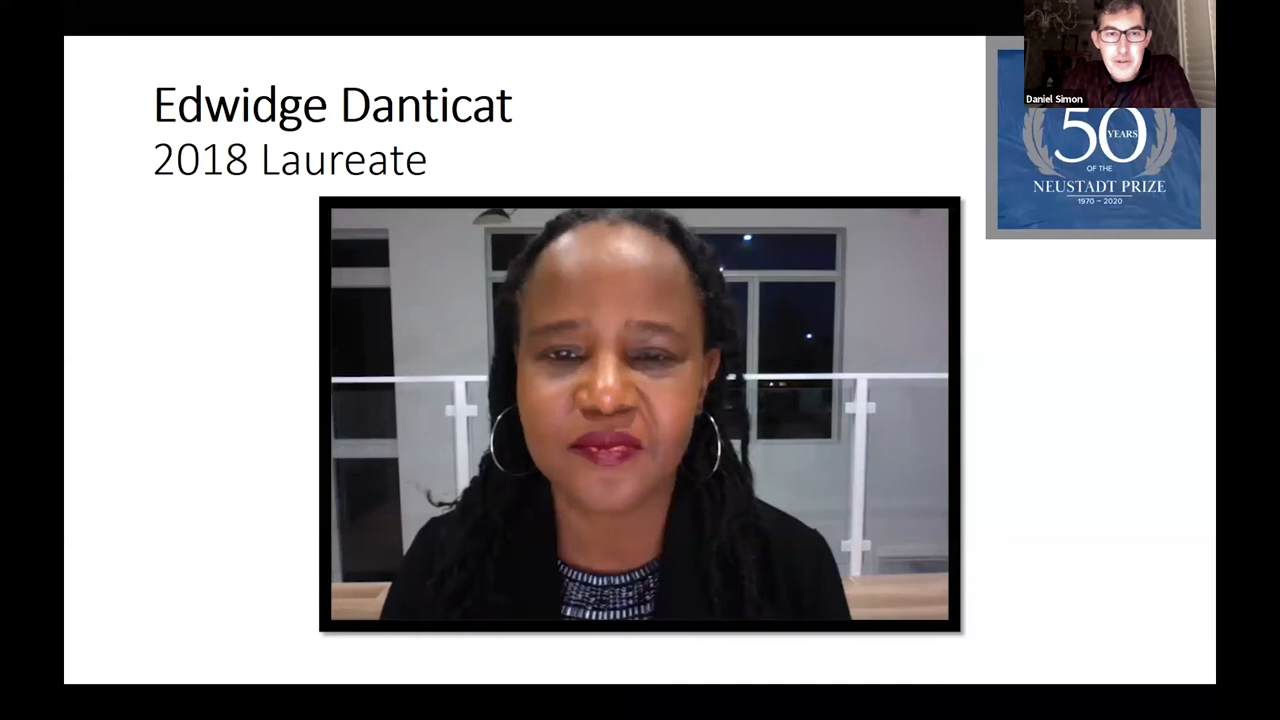 Edwidge Danticat
2018 Laureate
Daniel Simon
50
YEARS
OF THE
NEUSTADT PRIZE
1970 – 2020